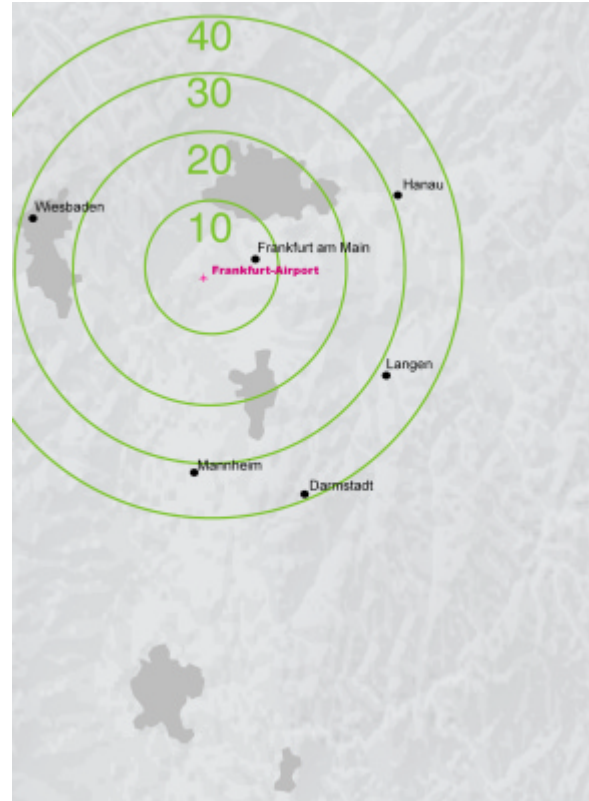 40
30
20
10
Hanau
Wiesbaden
Frankfurt am Main
Frankfurt-Airport
Langen
Mannheim
Darmstadt